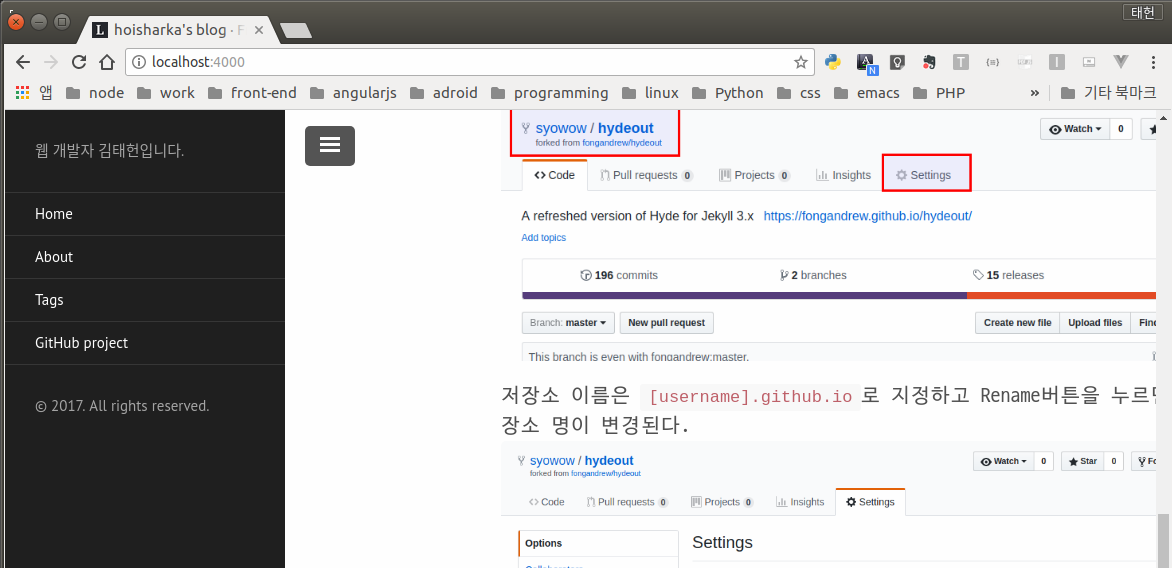 태헌
L hoisharka's blog · F
localhost:4000
A N T {≡} I
앱 node work front-end angularjs adroid programming linux Python css emacs PHP » 기타 북마크
웹 개발자 김태헌입니다.
Home
About
Tags
GitHub project
© 2017. All rights reserved.
syowow / hydeout
Watch 0
forked from fongandrew/hydeout
Code Pull requests 0 Projects 0 Insights Settings
A refreshed version of Hyde for Jekyll 3.x https://fongandrew.github.io/hydeout/
Add topics
196 commits 2 branches 15 releases
Branch: master New pull request Create new file Upload files Find
This branch is even with fongandrew:master.
저장소 이름은 [username].github.io로 지정하고 Rename버튼을 누르면
장소 명이 변경된다.
syowow / hydeout
Watch 0 Star 0 Fo
forked from fongandrew/hydeout
Code Pull requests 0 Projects 0 Insights Settings
Options
Settings